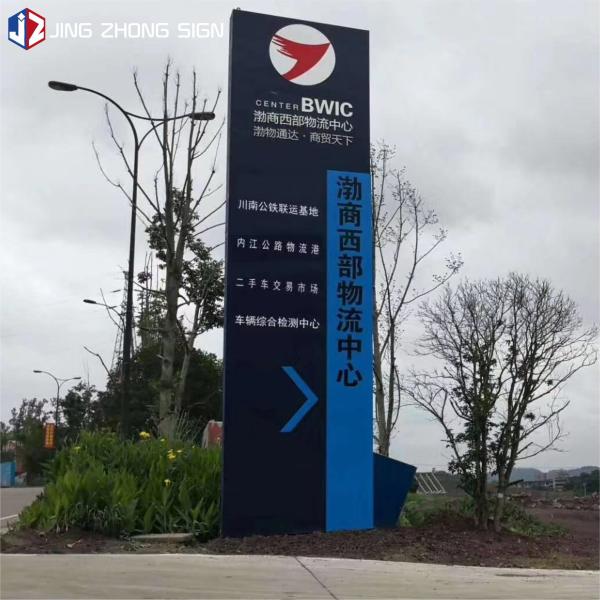 JZ JING ZHONG SIGN
CENTER BWIC
渤商西部物流中心
渤物通达·商贸天下
川南公铁联运基地
内江公路物流港
二手车交易市场
车辆综合检测中心
渤商西部物流中心